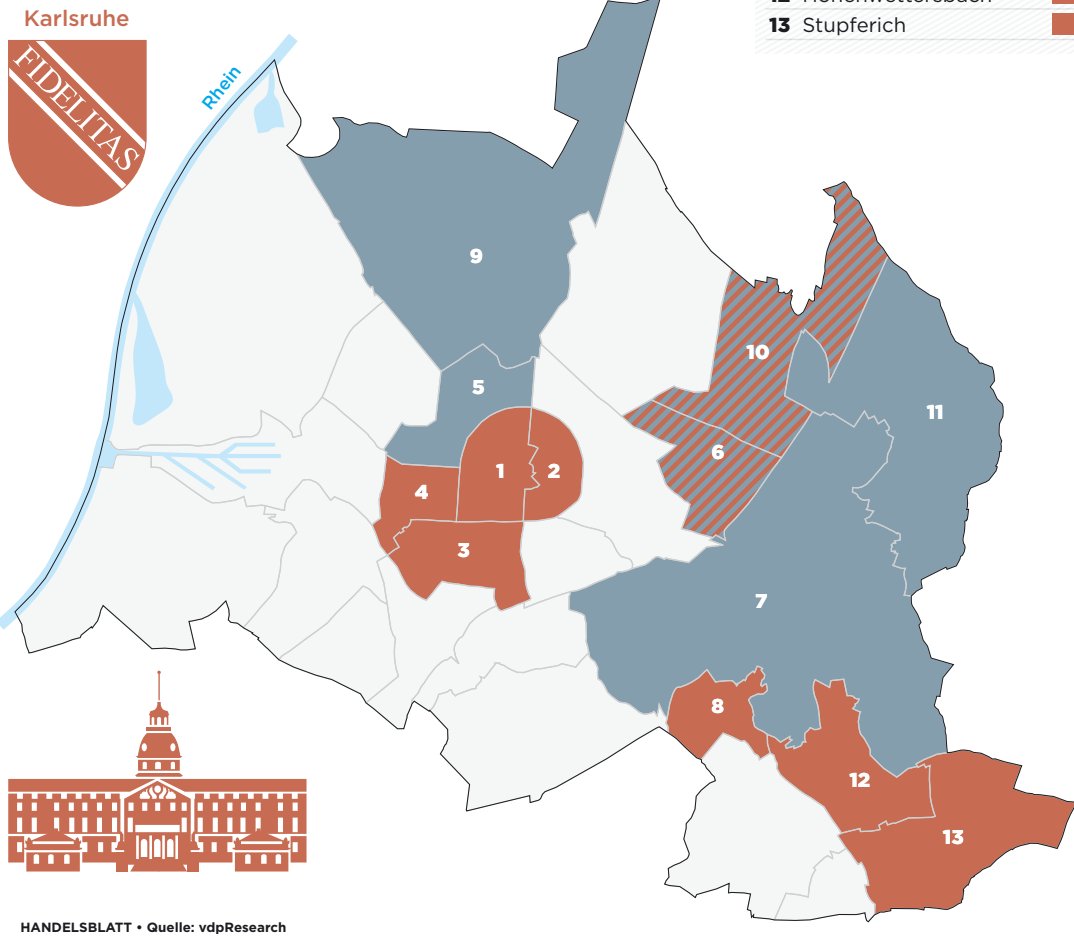 Karlsruhe
FIDELITAS
Rhein
13 Stupferich
9
10
5
11
6
1
2
4
3
7
8
12
13
HANDELSBLATT • Quelle: vdpResearch